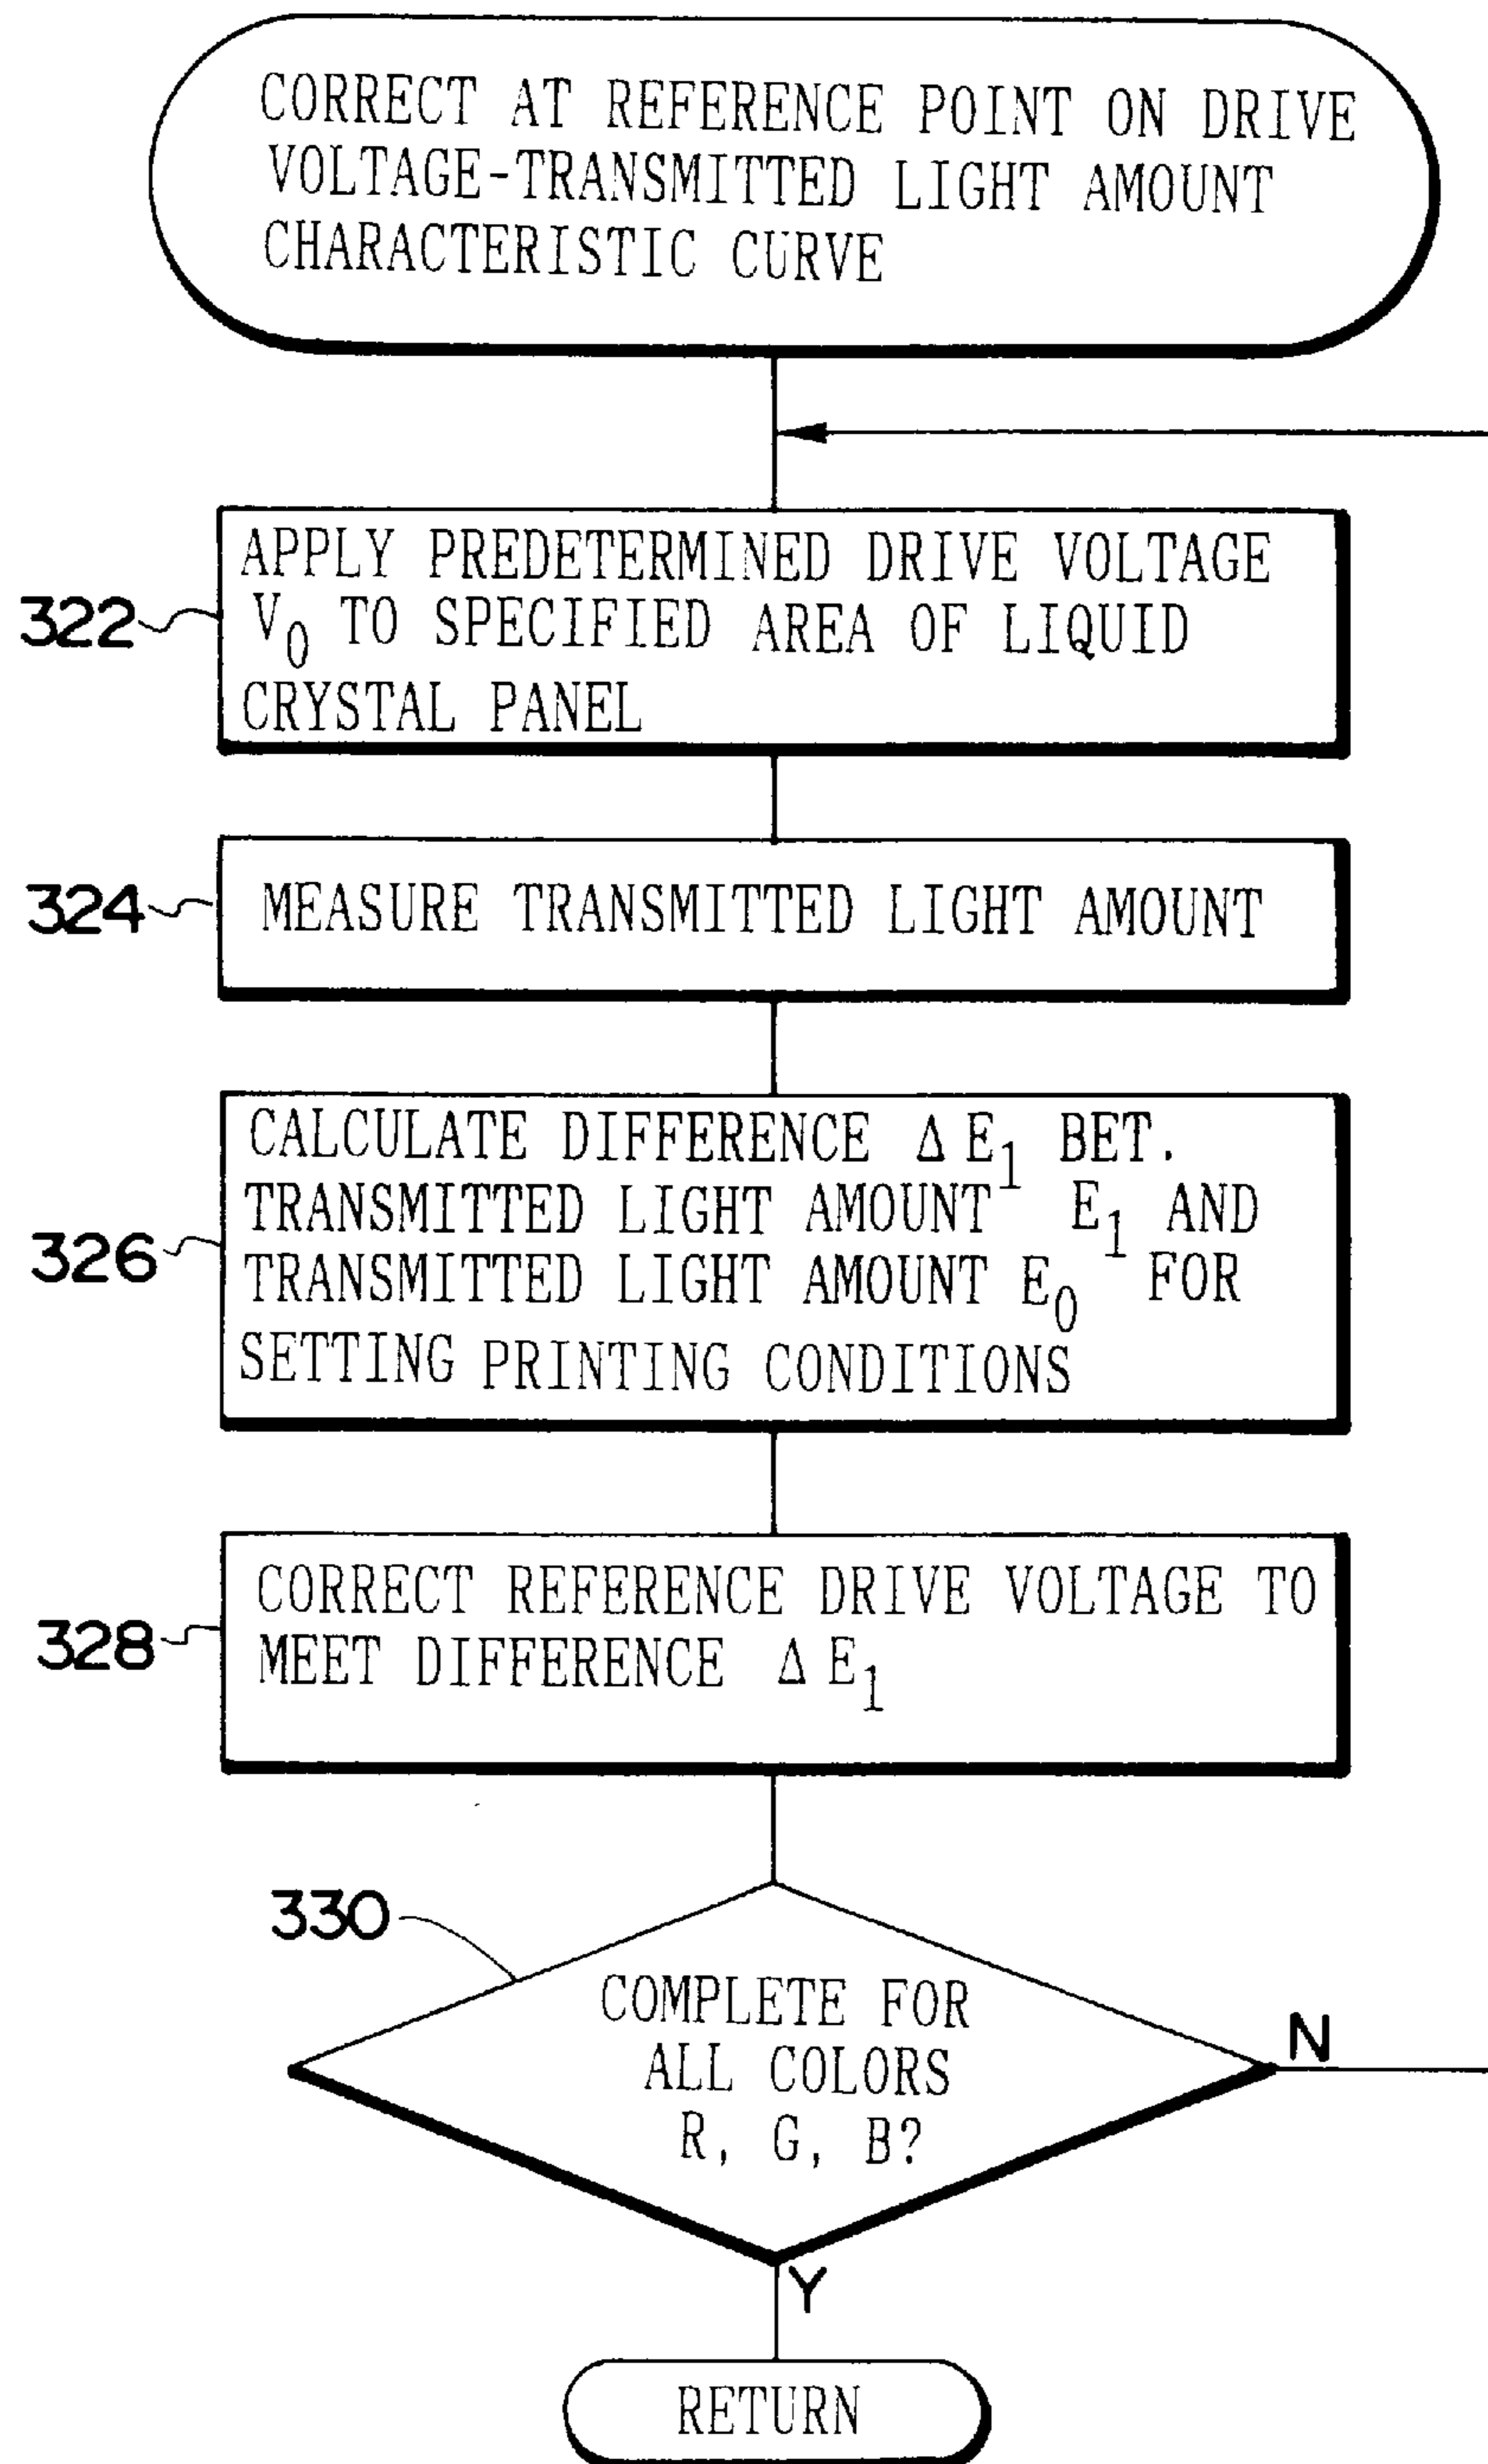 CORRECT AT REFERENCE POINT ON DRIVE
VOLTAGE-TRANSMITTED LIGHT AMOUNT
CHARACTERISTIC CURVE
322
APPLY PREDETERMINED DRIVE VOLTAGE
V₀ TO SPECIFIED AREA OF LIQUID
CRYSTAL PANEL
324
MEASURE TRANSMITTED LIGHT AMOUNT
326
CALCULATE DIFFERENCE Δ E₁ BET.
TRANSMITTED LIGHT AMOUNT E₁ AND
TRANSMITTED LIGHT AMOUNT E₀ FOR
SETTING PRINTING CONDITIONS
328
CORRECT REFERENCE DRIVE VOLTAGE TO
MEET DIFFERENCE Δ E₁
330
COMPLETE FOR
ALL COLORS
R, G, B?
N
Y
RETURN